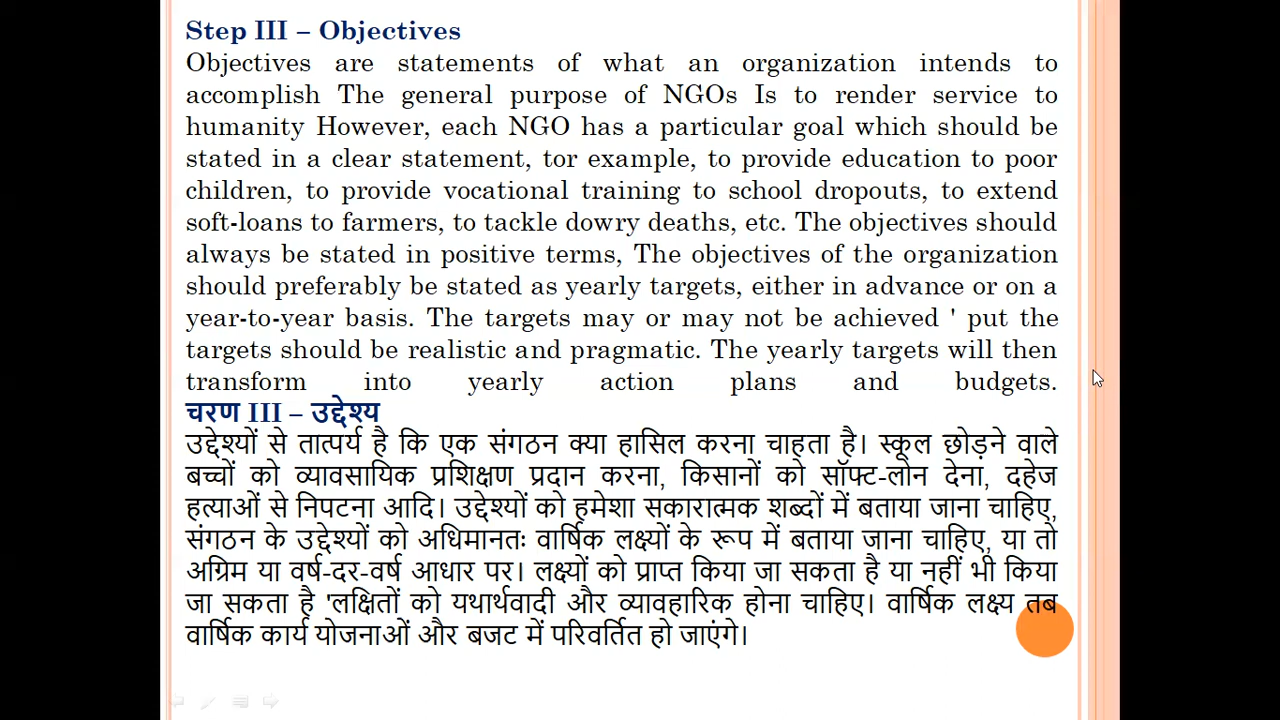 Step III – Objectives
Objectives are statements of what an organization intends to
accomplish The general purpose of NGOs Is to render service to
humanity However, each NGO has a particular goal which should be
stated in a clear statement, tor example, to provide education to poor
children, to provide vocational training to school dropouts, to extend
soft-loans to farmers, to tackle dowry deaths, etc. The objectives should
always be stated in positive terms, The objectives of the organization
should preferably be stated as yearly targets, either in advance or on a
year-to-year basis. The targets may or may not be achieved ' put the
targets should be realistic and pragmatic. The yearly targets will then
transform into yearly action plans and budgets.
चरण III – उद्देश्य
उद्देश्यों से तात्पर्य है कि एक संगठन क्या हासिल करना चाहता है। स्कूल छोड़ने वाले
बच्चों को व्यावसायिक प्रशिक्षण प्रदान करना, किसानों को सॉफ्ट-लोन देना, दहेज
हत्याओं से निपटना आदि। उद्देश्यों को हमेशा सकारात्मक शब्दों में बताया जाना चाहिए,
संगठन के उद्देश्यों को अधिमानतः वार्षिक लक्ष्यों के रूप में बताया जाना चाहिए, या तो
अग्रिम या वर्ष-दर-वर्ष आधार पर। लक्ष्यों को प्राप्त किया जा सकता है या नहीं भी किया
जा सकता है 'लक्षितों को यथार्थवादी और व्यावहारिक होना चाहिए। वार्षिक लक्ष्य तब
वार्षिक कार्य योजनाओं और बजट में परिवर्तित हो जाएंगे।